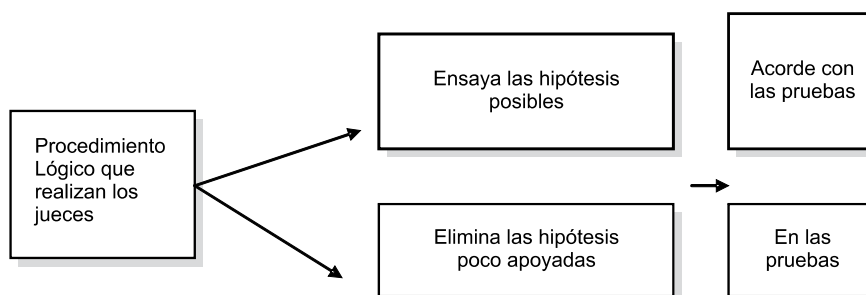 Procedimiento
Lógico que
realizan los
jueces
Ensaya las hipótesis
posibles
Acorde con
las pruebas
Elimina las hipótesis
poco apoyadas
En las
pruebas